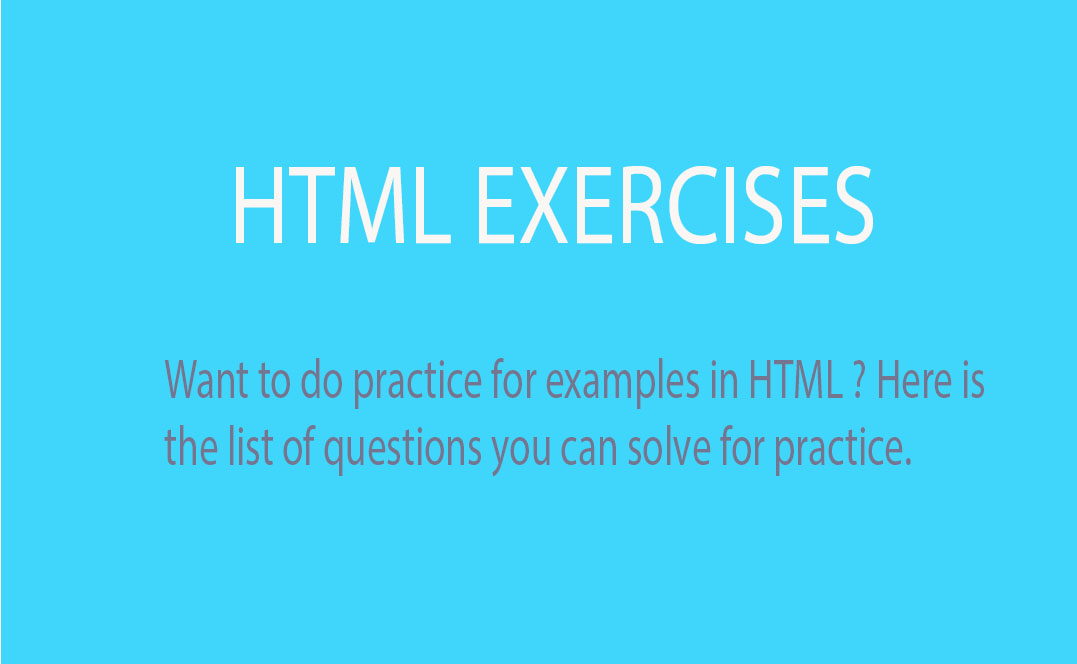 HTML EXERCISES
Want to do practice for examples in HTML ? Here is
the list of questions you can solve for practice.